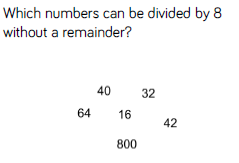 Which numbers can be divided by 8
without a remainder?
40 32
64 16
42
800